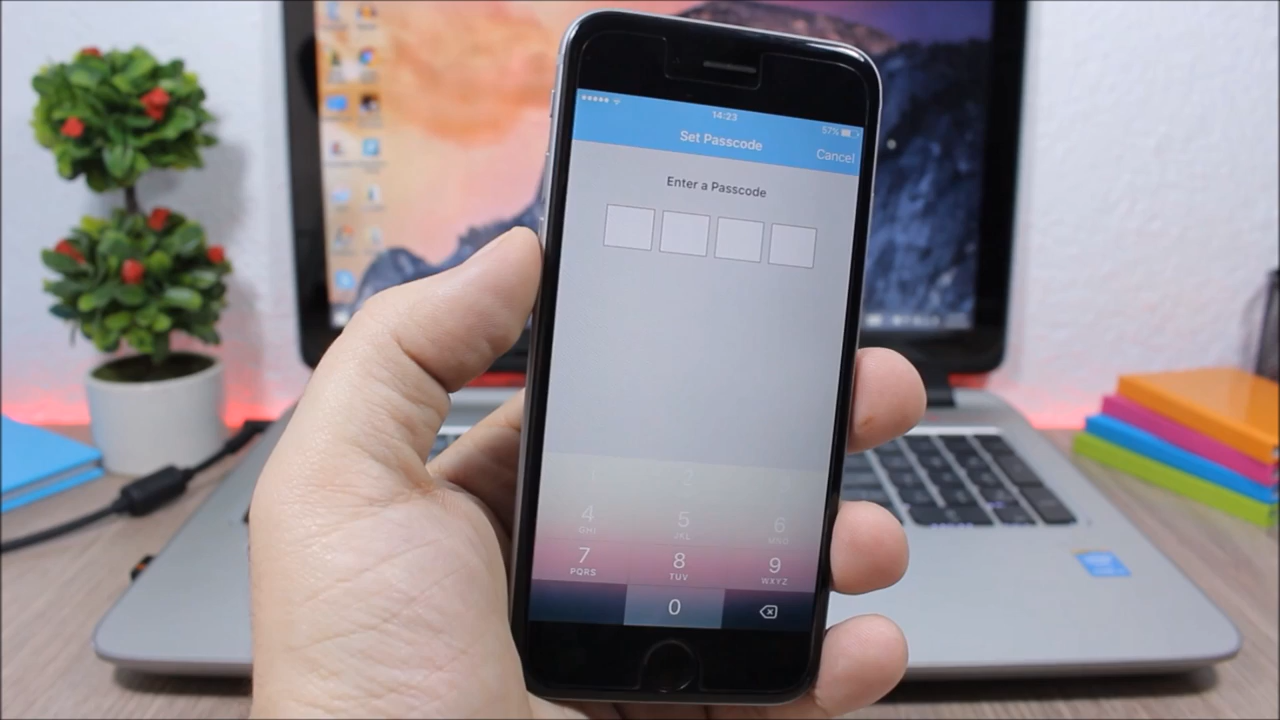 14:23
57%
Set Passcode
Cancel
Enter a Passcode
2
4 5 6
GHI JKL MNO
7 8 9
PQRS TUV WXYZ
0